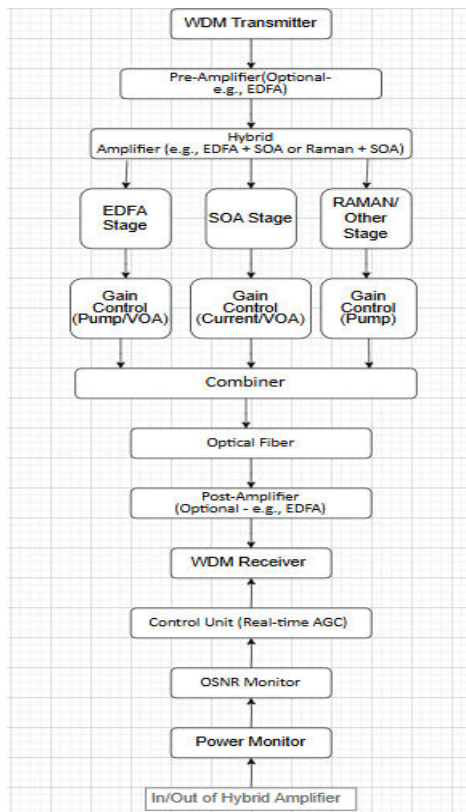 WDM Transmitter
Pre-Amplifier(Optional-
e.g., EDFA)
Hybrid
Amplifier (e.g., EDFA + SOA or Raman + SOA)
EDFA
Stage
SOA Stage
RAMAN/
Other
Stage
Gain
Control
(Pump/VOA)
Gain
Control
(Current/VOA)
Gain
Control
(Pump)
Combiner
Optical Fiber
Post-Amplifier
(Optional - e.g., EDFA)
WDM Receiver
Control Unit (Real-time AGC)
OSNR Monitor
Power Monitor
In/Out of Hybrid Amplifier